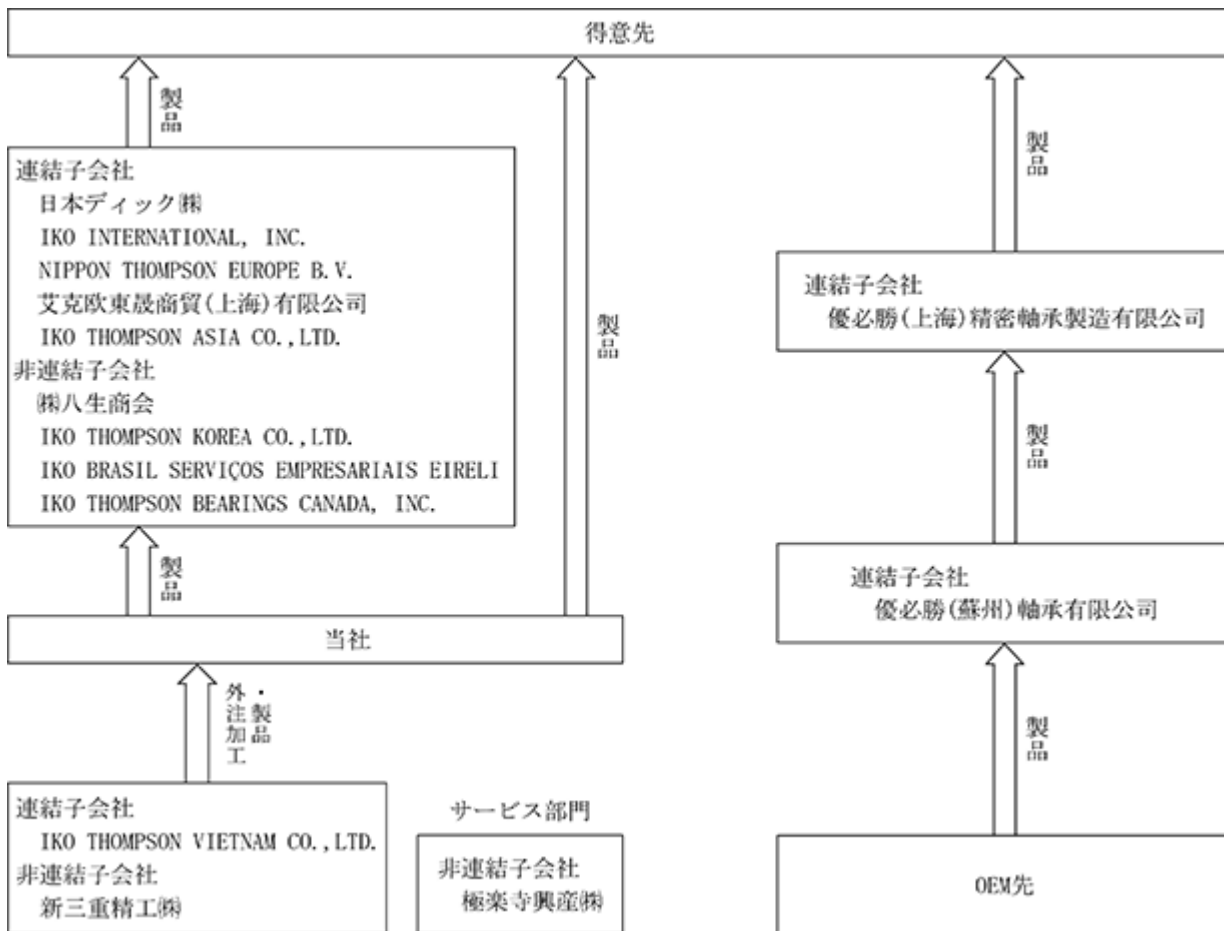 得意先
製品
連結子会社
日本ディック㈱
IKO INTERNATIONAL, INC.
NIPPON THOMPSON EUROPE B.V.
艾克欧東晟商貿(上海)有限公司
IKO THOMPSON ASIA CO.,LTD.
非連結子会社
㈱八生商会
IKO THOMPSON KOREA CO.,LTD.
IKO BRASIL SERVIÇOS EMPRESARIAIS EIRELI
IKO THOMPSON BEARINGS CANADA, INC.
製品
製品
当社
・製品
外注加工
連結子会社
IKO THOMPSON VIETNAM CO.,LTD.
非連結子会社
新三重精工㈱
サービス部門
非連結子会社
極楽寺興産㈱
製品
連結子会社
優必勝(上海)精密軸承製造有限公司
製品
連結子会社
優必勝(蘇州)軸承有限公司
製品
OEM先